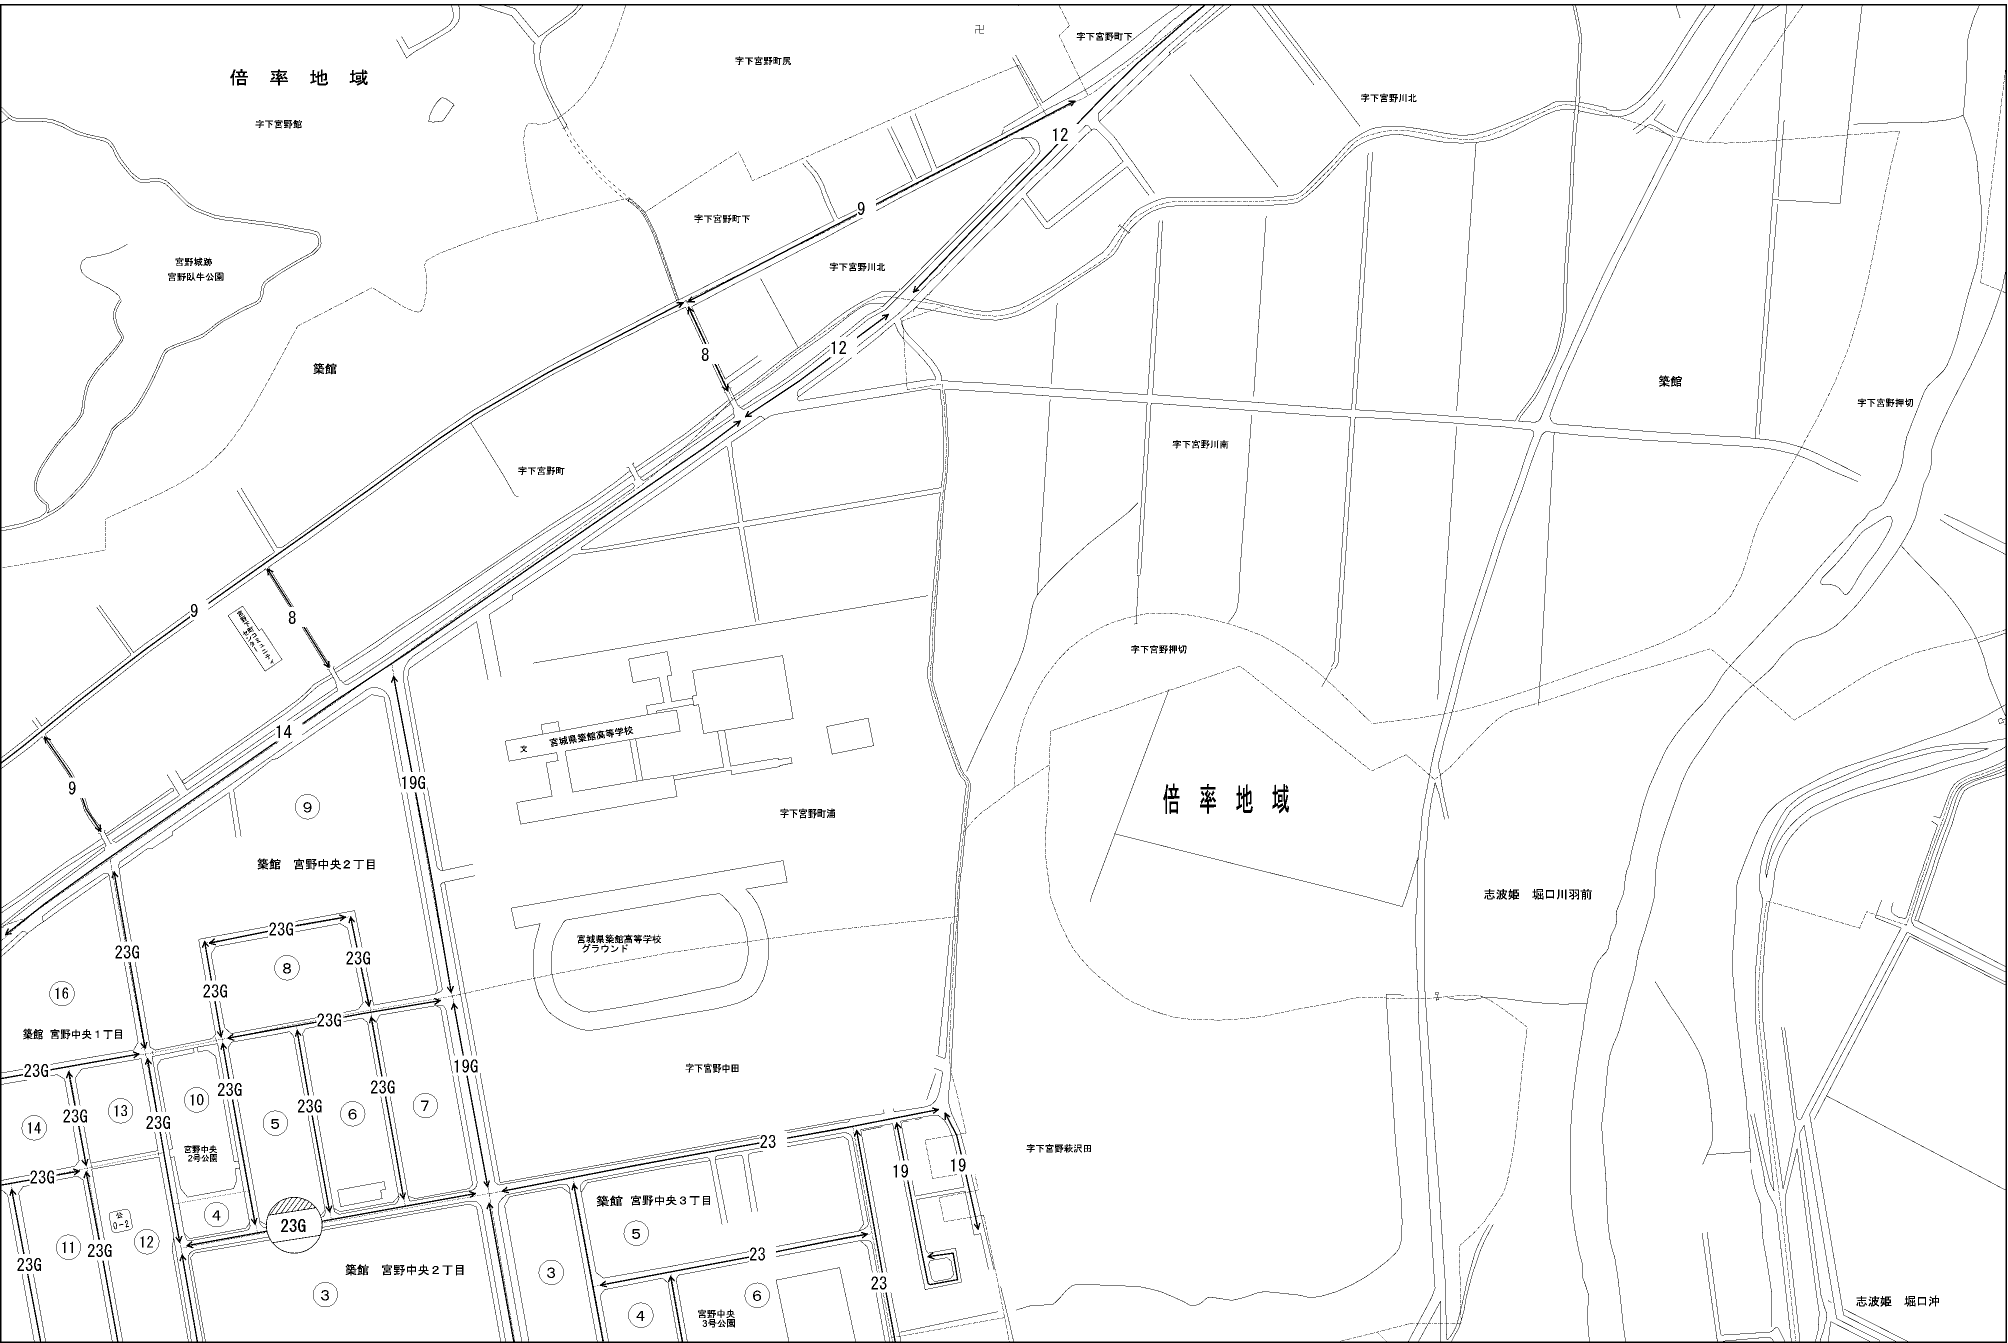 字下宮野町下
字下宮野町尻
倍 率 地 域
字下宮野川北
字下宮野館
12
9
字下宮野町下
宮野城跡
宮野臥牛公園
字下宮野川北
12
8
築館
築館
字下宮野押切
字下宮野川南
字下宮野町
9
8
字下宮野押切
14
文 宮城県築館高等学校
19G
9
倍 率 地 域
⑨
字下宮野町浦
築館 宮野中央2丁目
志波姫 堀口川羽前
23G
宮城県築館高等学校
グラウンド
23G
23G
⑧
23G
⑯
23G
築館 宮野中央1丁目
23G
19G
字下宮野中田
23G
23G
23G
23G
⑩
⑦
⑬
23G
23G
⑤
⑥
⑭
23
字下宮野萩沢田
宮野中央
2号公園
19
19
23G
築館 宮野中央3丁目
④
公
0-2
23G
⑤
⑫
⑪
23G
23
23G
築館 宮野中央2丁目
③
23
③
⑥
④
宮野中央
3号公園
志波姫 堀口沖